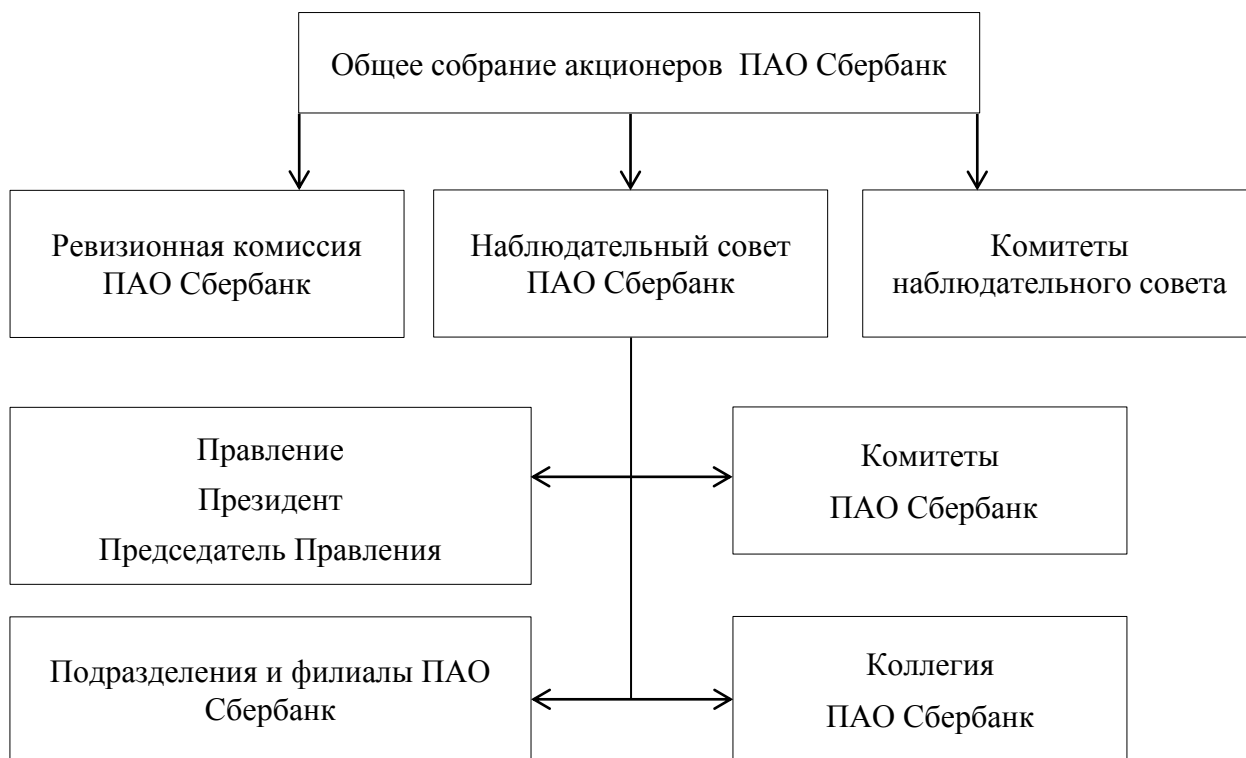 Общее собрание акционеров ПАО Сбербанк
Ревизионная комиссия
ПАО Сбербанк
Наблюдательный совет
ПАО Сбербанк
Комитеты
наблюдательного совета
Правление
Президент
Председатель Правления
Комитеты
ПАО Сбербанк
Подразделения и филиалы ПАО
Сбербанк
Коллегия
ПАО Сбербанк